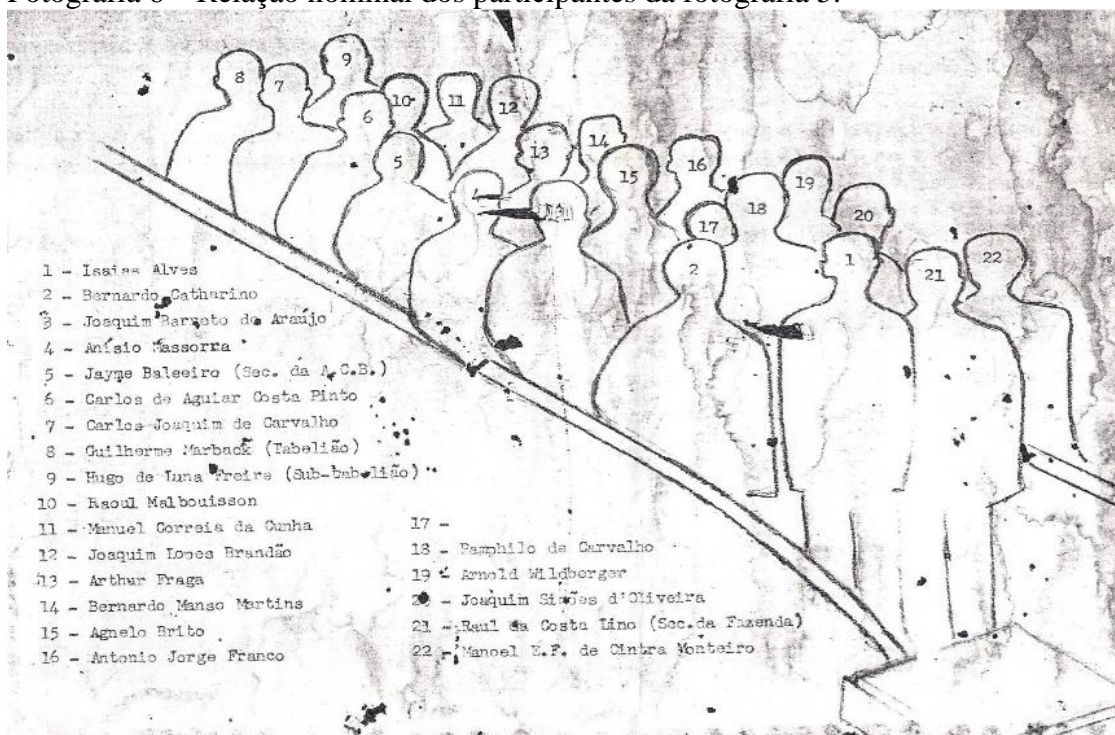 Fotografia 6 – Relação nominal dos participantes da fotografia 5.
8
9
7
10
11
12
6
5
13
14
15
16
4
17
18
19
20
2
1
21
22
1 - Isaias Alves
2 - Bernardo Catharino
3 - Joaquim Barreto de Araújo
4 - Anísio Massorra
5 - Jayme Baleeiro (Sec. da A.C.B.)
6 - Carlos de Aguiar Costa Pinto
7 - Carlos Joaquim de Carvalho
8 - Guilherme Marback (Tabelião)
9 - Hugo de Luna Freire (Sub-tabelião)
10 - Raoul Malbouisson
11 - Manuel Correia da Cunha
12 - Joaquim Lopes Brandão
13 - Arthur Fraga
14 - Bernardo Manso Martins
15 - Agnelo Brito
16 - Antonio Jorge Franco
17 -
18 - Pamphilo de Carvalho
19 - Arnold Wildberger
20 - Joaquim Simões d'Oliveira
21 - Raul da Costa Lino (Sec.da Fazenda)
22 - Manoel E.F. de Cintra Monteiro